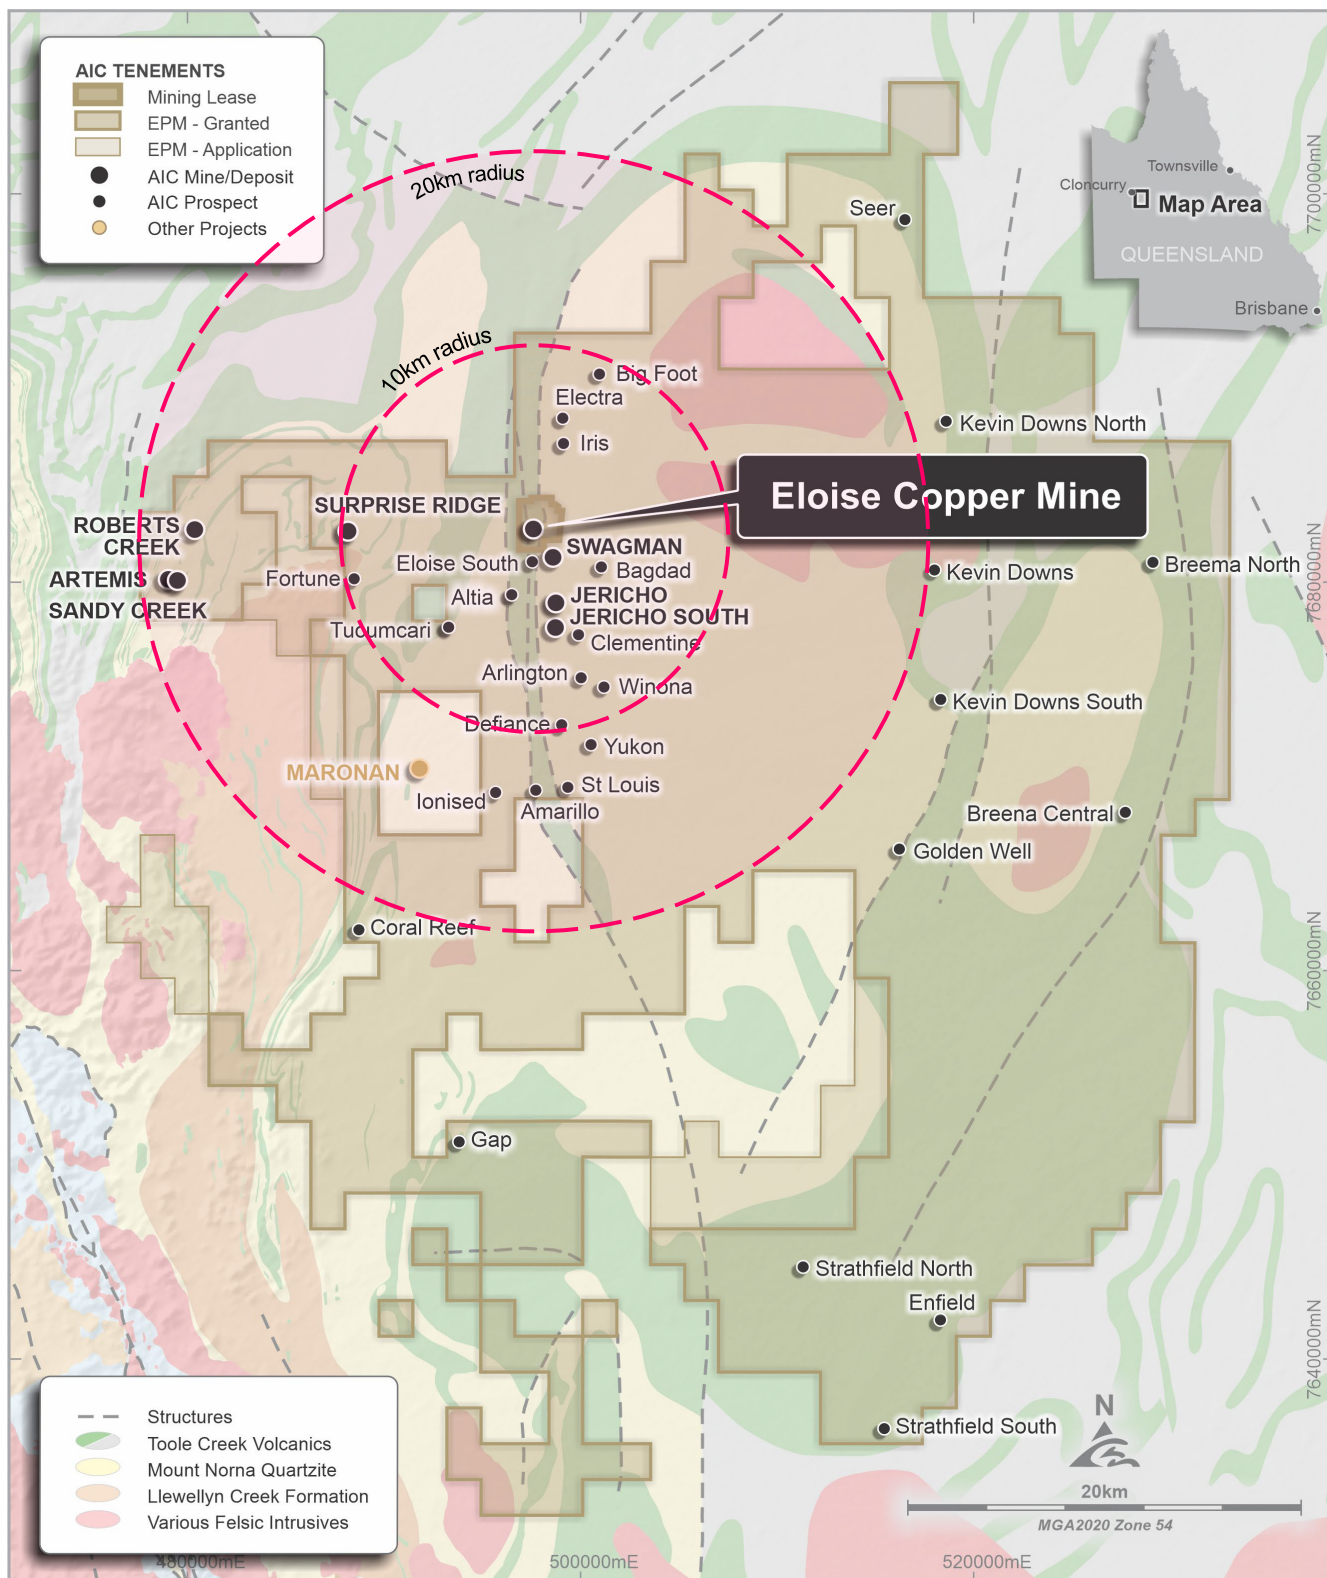 AIC TENEMENTS
Mining Lease
EPM - Granted
EPM - Application
AIC Mine/Deposit
AIC Prospect
Other Projects
20km radius
10km radius
Townsville
Cloncurry
Map Area
QUEENSLAND
Brisbane
7700000mN
Seer
Big Foot
Electra
Iris
Kevin Downs North
Eloise Copper Mine
SURPRISE RIDGE
ROBERTS
CREEK
ARTEMIS
SANDY CREEK
Fortune
Eloise South
SWAGMAN
Bagdad
Altia
JERICHO
JERICHO SOUTH
Tucumcari
Clementine
Kevin Downs
Breema North
7680000mN
Arlington
Winona
Kevin Downs South
Defiance
Yukon
MARONAN
Ionised
Amarillo
St Louis
Breena Central
Golden Well
Coral Reef
7660000mN
Gap
Strathfield North
Enfield
7640000mN
Strathfield South
N
20km
MGA2020 Zone 54
Structures
Toole Creek Volcanics
Mount Norna Quartzite
Llewellyn Creek Formation
Various Felsic Intrusives
480000mE
500000mE
520000mE